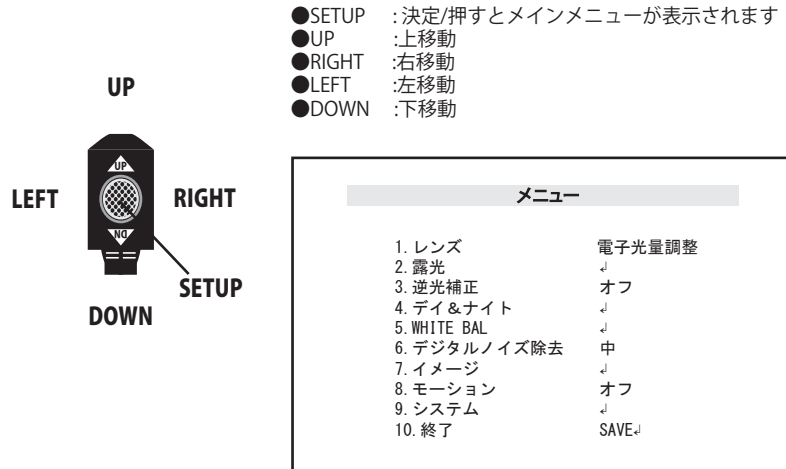 ●SETUP :決定/押すとメインメニューが表示されます
●UP :上移動
●RIGHT :右移動
●LEFT :左移動
●DOWN :下移動
UP
UP
LEFT
RIGHT
DN
SETUP
DOWN
メニュー
1.レンズ 電子光量調整
2.露光 ↲
3.逆光補正 オフ
4.デイ&ナイト ↲
5.WHITE BAL ↲
6.デジタルノイズ除去 中
7.イメージ ↲
8.モーション オフ
9.システム ↲
10.終了 SAVE↲